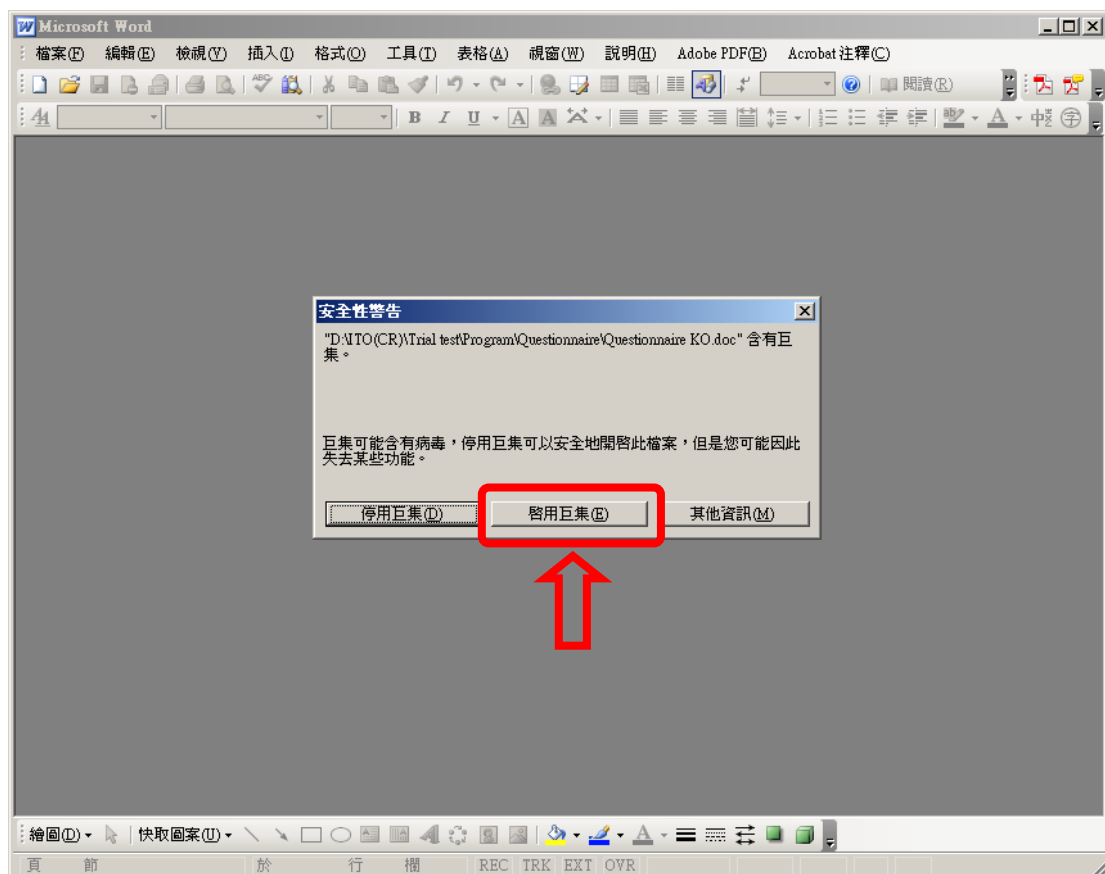 Microsoft Word
檔案(F) 編輯(E) 檢視(V) 插入(I) 格式(O) 工具(T) 表格(A) 視窗(W) 說明(H) Adobe PDF(B) Acrobat 注釋(C)
閱讀(R)
B I U A A
安全性警告
"D:\ITO(CR)\Trial test\Program\Questionnaire\Questionnaire KO.doc" 含有巨
集。
巨集可能含有病毒，停用巨集可以安全地開啓此檔案，但是您可能因此
失去某些功能。
停用巨集(D) 啓用巨集(E) 其他資訊(M)
繪圖(D) 快取圖案(U)
頁 節 於 行 欄 REC TRK EXT OVR